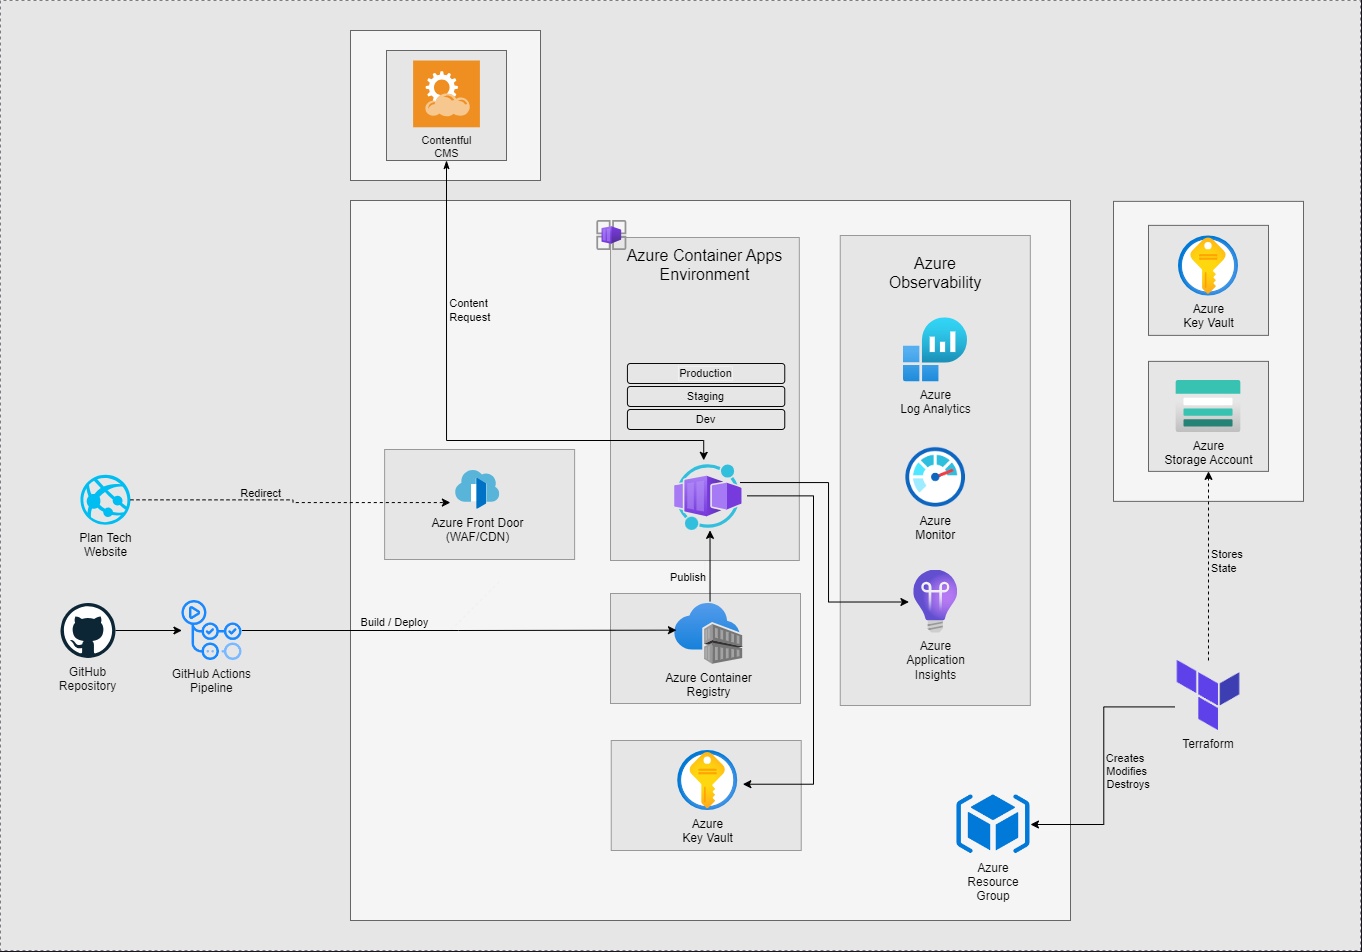 Contentful
CMS
Azure Container Apps
Environment
Azure
Observability
Azure
Key Vault
Content
Request
Production
Staging
Dev
Azure
Log Analytics
Azure
Storage Account
Redirect
Azure Front Door
(WAF/CDN)
Azure
Monitor
Plan Tech
Website
Stores
State
Publish
Build / Deploy
GitHub
Repository
GitHub Actions
Pipeline
Azure Container
Registry
Azure
Application
Insights
Terraform
Creates
Modifies
Destroys
Azure
Key Vault
Azure
Resource
Group